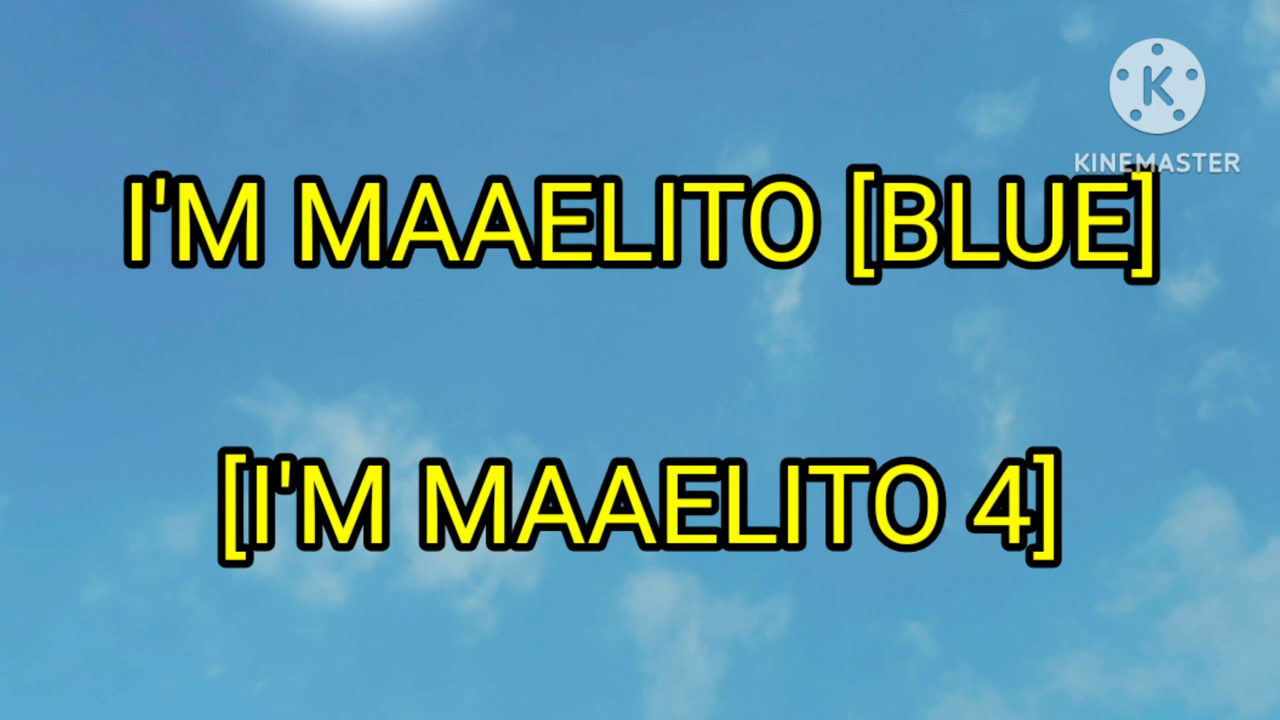 K
KINEMASTER
I'M MAAELITO [BLUE]
[I'M MAAELITO 4]